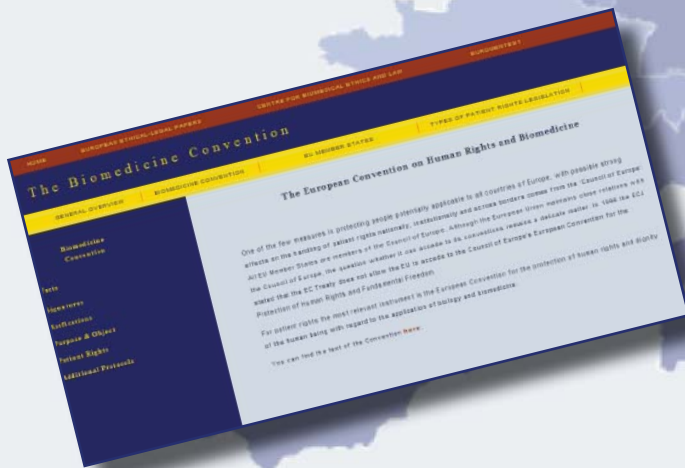 HOME EUROPEAN ETHICAL-LEGAL PAPERS CENTRE FOR BIOMEDICAL ETHICS AND LAW EUROGENTEST
The Biomedicine Convention
GENERAL OVERVIEW BIOMEDICINE CONVENTION EU MEMBER STATES TYPES OF PATIENT RIGHTS LEGISLATION
Biomedicine
Convention
Texts
Signatures
Ratifications
Purpose & Object
Patient Rights
Additional Protocols
The European Convention on Human Rights and Biomedicine
One of the few measures is protecting people potentially applicable to all countries of Europe, with possible strong
effects on the handling of patient rights nationally, institutionally and across borders comes from the Council of Europe.
All EU Member States are members of the Council of Europe. Although the European Union maintains close relations with
the Council of Europe, the question whether it can access to its conventions remains a delicate matter. In 1996 the ECJ
stated that the EC Treaty does not allow the EU to accede to the Council of Europe's European Convention for the
Protection of Human Rights and Fundamental Freedom.
For patient rights the most relevant instrument is the European Convention for the protection of human rights and dignity
of the human being with regard to the application of biology and biomedicine.
You can find the text of the Convention here.